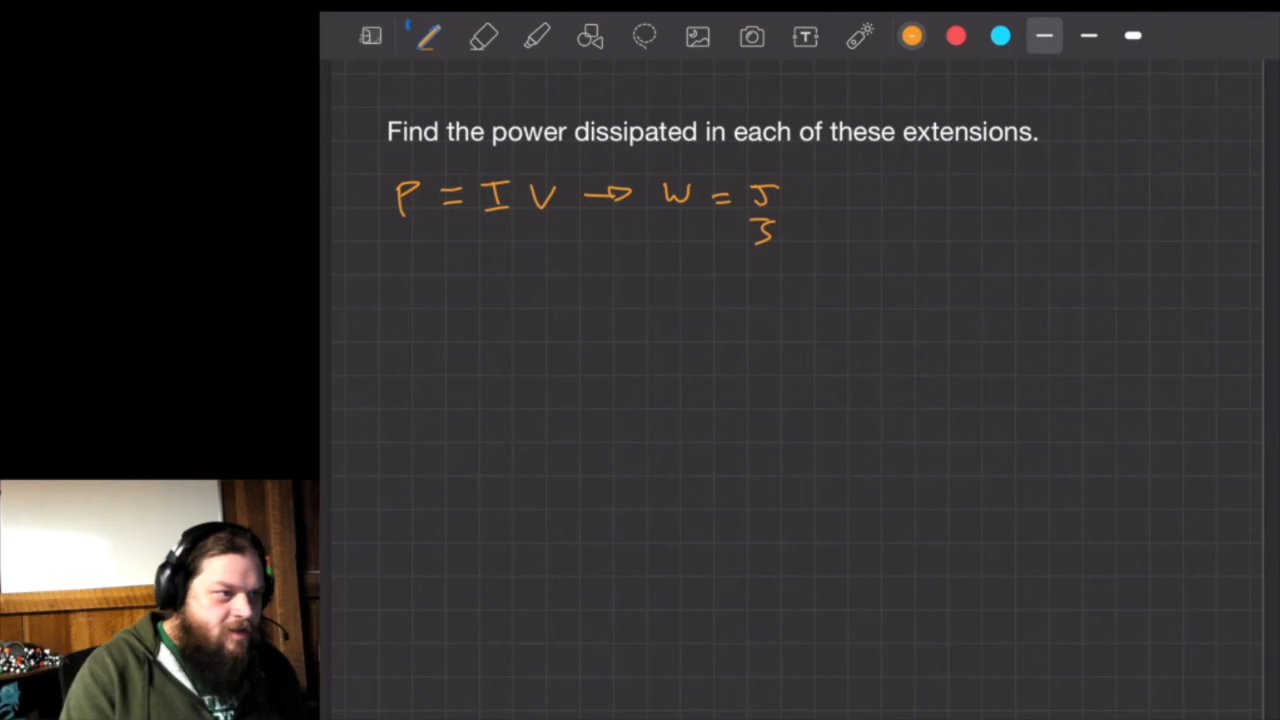 Find the power dissipated in each of these extensions.
P = I V → W = J
s